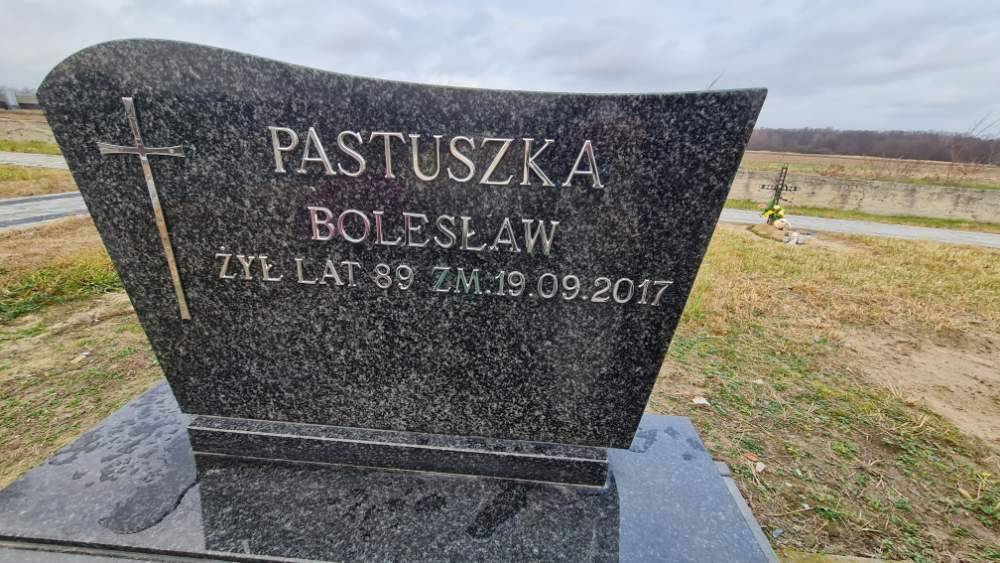 PASTUSZKA
BOLESŁAW
ŻYŁ LAT 89 ZM.19.09.2017